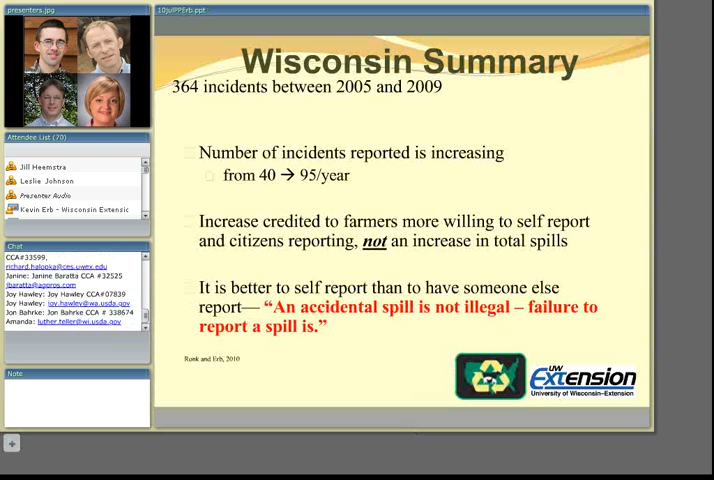 presenters.jpg
Attendee List (70)
Jill Heemstra
Leslie Johnson
Presenter Audio
Kevin Erb - Wisconsin Extensic
Chat
CCA#33599,
richard.halopka@ces.uwex.edu
Janine: Janine Baratta CCA #32525
jbaratta@agpros.com
Joy Hawley: Joy Hawley CCA#07839
Joy Hawley: joy.hawley@wa.usda.gov
Jon Bahrke: Jon Bahrke CCA # 338674
Amanda: luther.teller@wi.usda.gov
Note
10julPPErb.ppt
Wisconsin Summary
364 incidents between 2005 and 2009
Number of incidents reported is increasing
from 40 → 95/year
Increase credited to farmers more willing to self report
and citizens reporting, not an increase in total spills
It is better to self report than to have someone else
report— “An accidental spill is not illegal – failure to
report a spill is.”
Runk and Erb, 2010
UW
Extension
University of Wisconsin-Extension